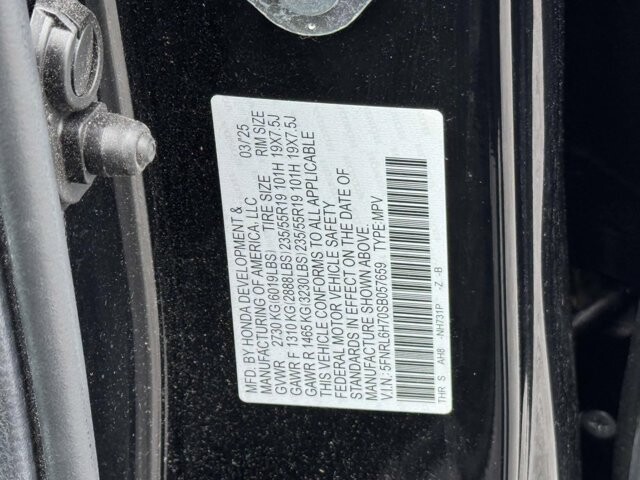 MFD. BY HONDA DEVELOPMENT & 03/25
MANUFACTURING OF AMERICA, LLC
GVWR 2730 KG(6019LBS) TIRE SIZE RIM SIZE
GAWR F 1310 KG(2888LBS) 235/55R19 101H 19X7.5J
GAWR R 1465 KG(3230LBS) 235/55R19 101H 19X7.5J
THIS VEHICLE CONFORMS TO ALL APPLICABLE
FEDERAL MOTOR VEHICLE SAFETY
STANDARDS IN EFFECT ON THE DATE OF
MANUFACTURE SHOWN ABOVE.
V.I.N: 5FNRL6H70SB057659 TYPE:MPV
THR S AH8 -NH731P -Z -B